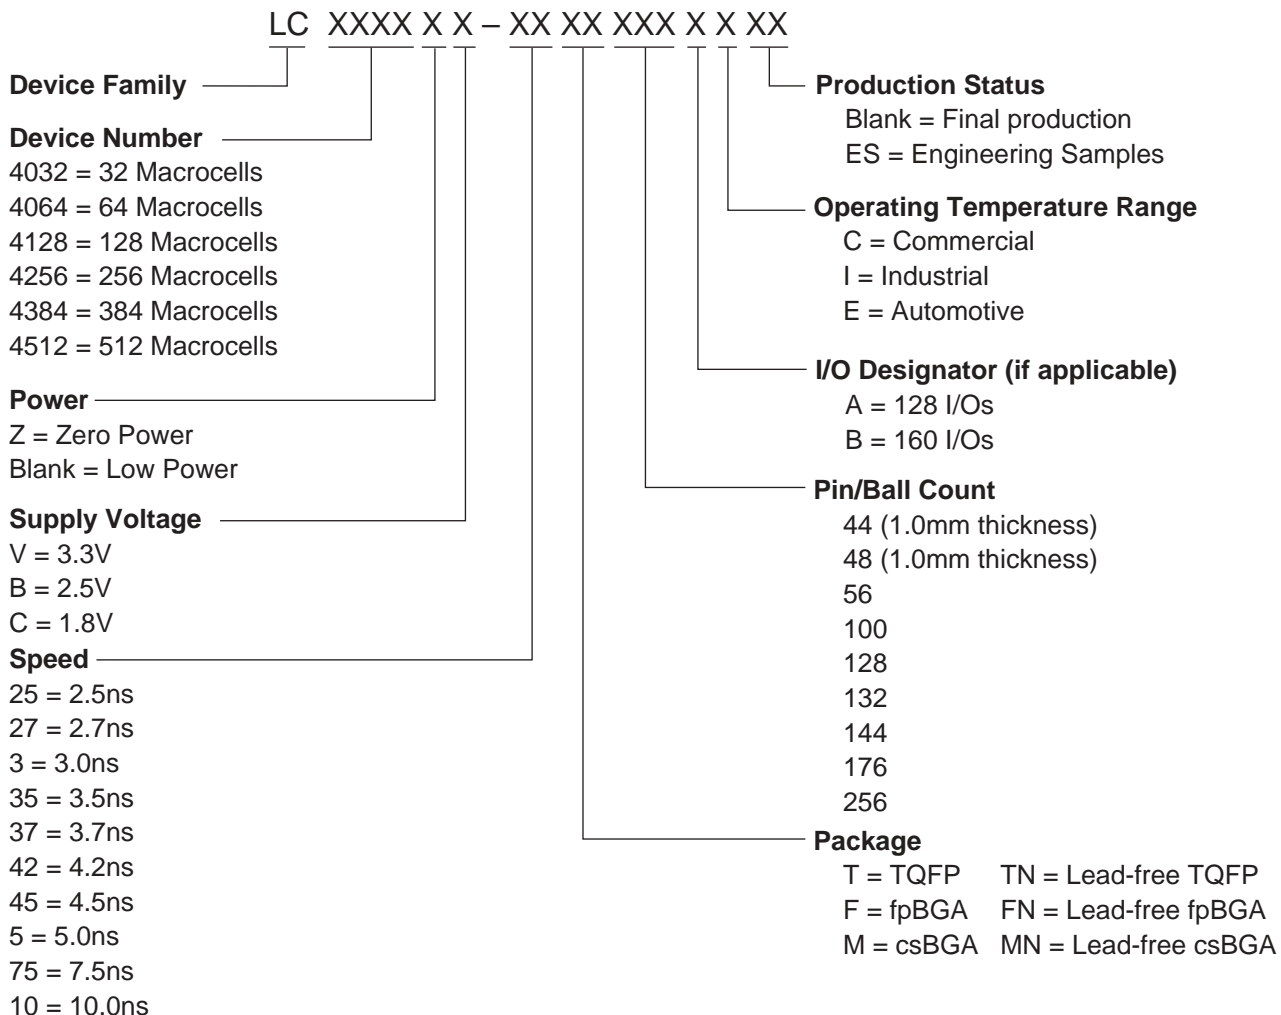 LC XXXX X X – XX XX XXX X X XX
Device Family
Device Number
4032 = 32 Macrocells
4064 = 64 Macrocells
4128 = 128 Macrocells
4256 = 256 Macrocells
4384 = 384 Macrocells
4512 = 512 Macrocells
Power
Z = Zero Power
Blank = Low Power
Supply Voltage
V = 3.3V
B = 2.5V
C = 1.8V
Speed
25 = 2.5ns
27 = 2.7ns
3 = 3.0ns
35 = 3.5ns
37 = 3.7ns
42 = 4.2ns
45 = 4.5ns
5 = 5.0ns
75 = 7.5ns
10 = 10.0ns
Production Status
Blank = Final production
ES = Engineering Samples
Operating Temperature Range
C = Commercial
I = Industrial
E = Automotive
I/O Designator (if applicable)
A = 128 I/Os
B = 160 I/Os
Pin/Ball Count
44 (1.0mm thickness)
48 (1.0mm thickness)
56
100
128
132
144
176
256
Package
T = TQFP TN = Lead-free TQFP
F = fpBGA FN = Lead-free fpBGA
M = csBGA MN = Lead-free csBGA